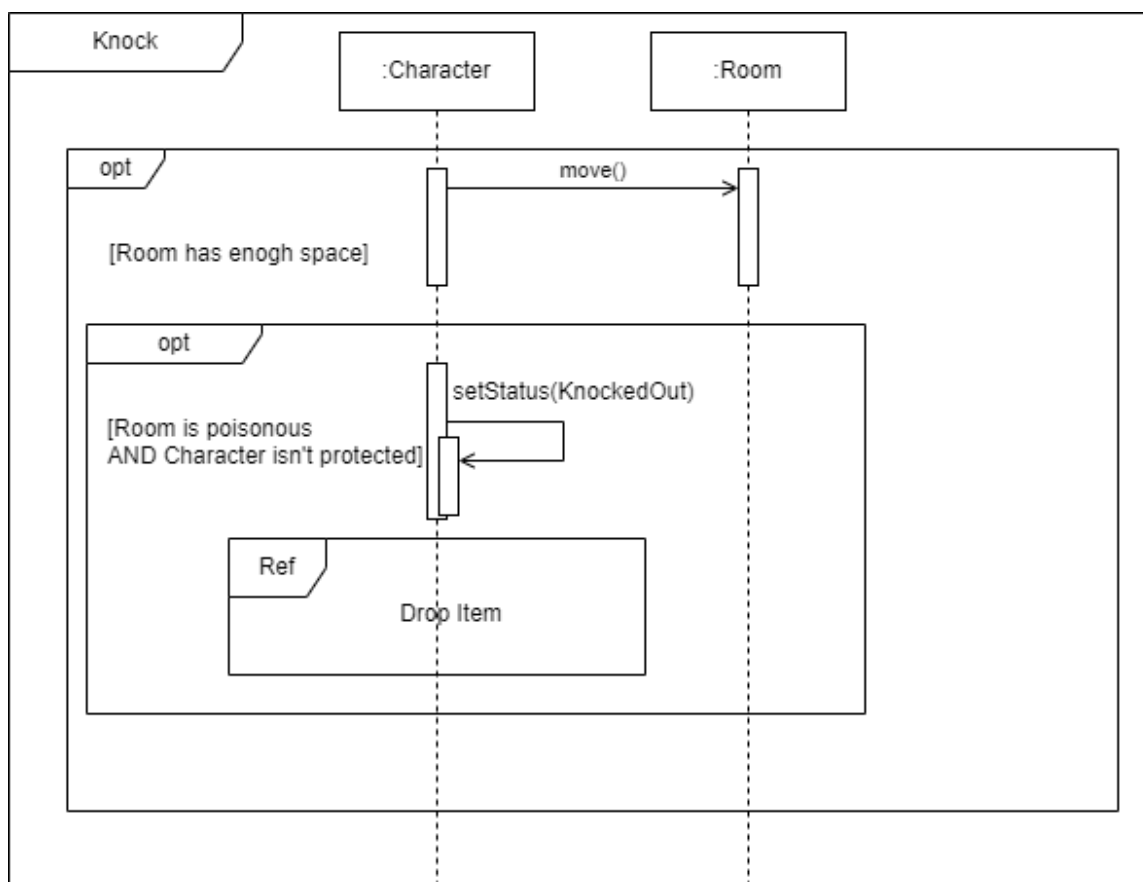 Knock
:Character
:Room
opt
move()
[Room has enogh space]
opt
setStatus(KnockedOut)
[Room is poisonous
AND Character isn't protected]
Ref
Drop Item